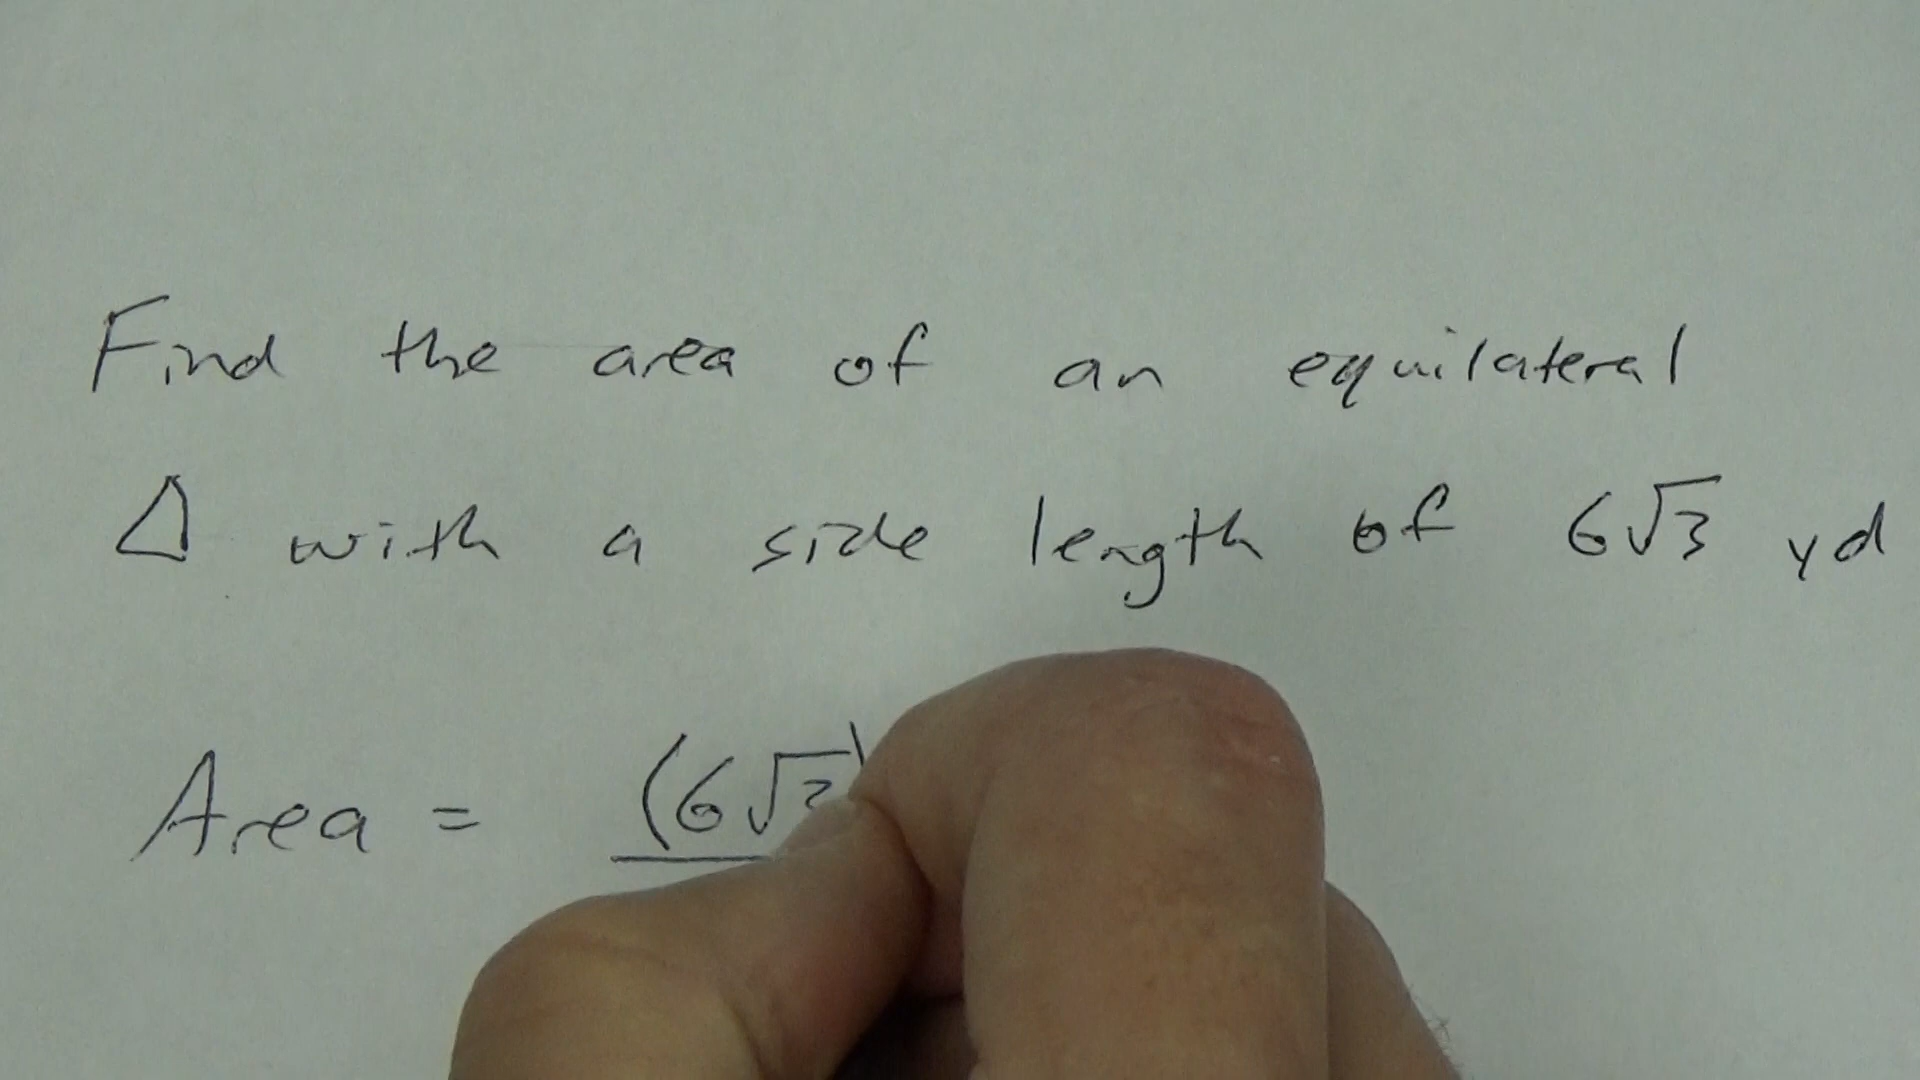 Find the area of an equilateral
Δ with a side length of 6√3 yd
Area = (6√3)